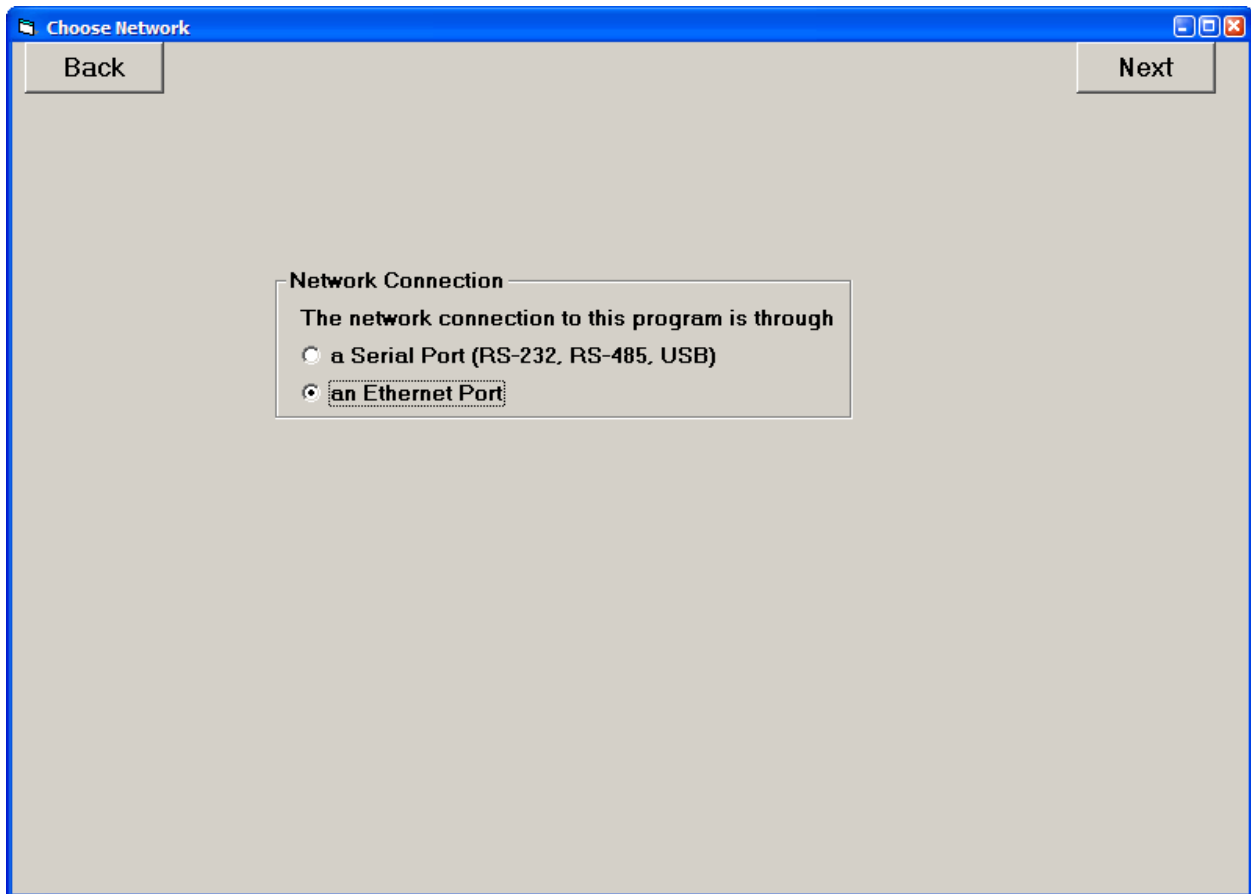 Choose Network
Back
Next
Network Connection
The network connection to this program is through
a Serial Port (RS-232, RS-485, USB)
an Ethernet Port